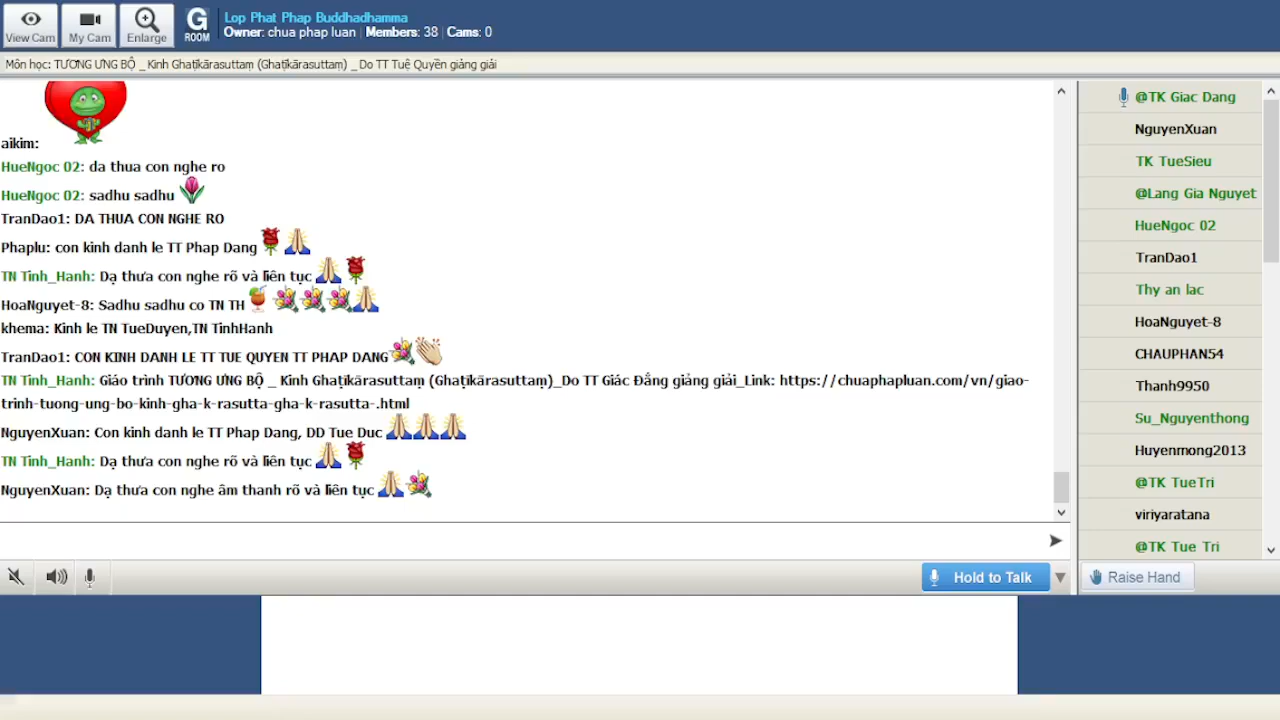 View Cam
My Cam
Enlarge
G
ROOM
Lop Phat Phap Buddhadhamma
Owner: chua phap luan | Members: 38 | Cams: 0
Môn học: TƯƠNG ƯNG BỘ _ Kinh Ghaṭīkārasuttaṃ (Ghaṭīkārasuttaṃ) _ Do TT Tuệ Quyền giảng giải
aikim:
HueNgoc 02: da thua con nghe ro
HueNgoc 02: sadhu sadhu
TranDao1: DA THUA CON NGHE RO
Phaplu: con kinh danh le TT Phap Dang
TN Tinh_Hanh: Dạ thưa con nghe rõ và liên tục
HoaNguyet-8: Sadhu sadhu co TN TH
khema: Kinh le TN TueDuyen,TN TinhHanh
TranDao1: CON KINH DANH LE TT TUE QUYEN TT PHAP DANG
TN Tinh_Hanh: Giáo trình TƯƠNG ƯNG BỘ _ Kinh Ghaṭīkārasuttaṃ (Ghaṭīkārasuttaṃ)_Do TT Giác Đẳng giảng giải_Link: https://chuaphapluan.com/vn/giao-
trinh-tuong-ung-bo-kinh-gha-k-rasutta-gha-k-rasutta-.html
NguyenXuan: Con kinh danh le TT Phap Dang, DD Tue Duc
TN Tinh_Hanh: Dạ thưa con nghe rõ và liên tục
NguyenXuan: Dạ thưa con nghe âm thanh rõ và liên tục
@TK Giac Dang
NguyenXuan
TK TueSieu
@Lang Gia Nguyet
HueNgoc 02
TranDao1
Thy an lac
HoaNguyet-8
CHAUPHAN54
Thanh9950
Su_Nguyenthong
Huyenmong2013
@TK TueTri
viriyaratana
@TK Tue Tri
Hold to Talk
Raise Hand